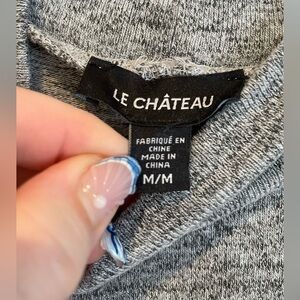 LE CHÂTEAU
FABRIQUÉ EN
CHINE
MADE IN
CHINA
M/M